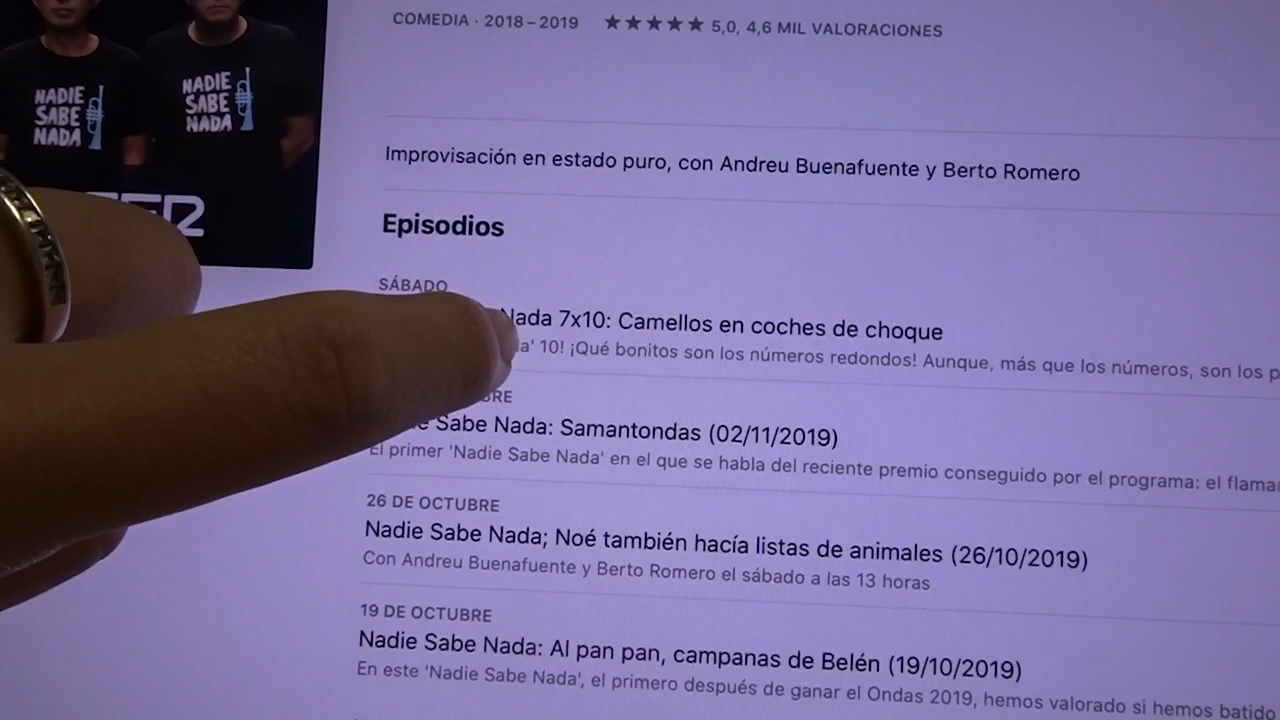 NADIE
SABE
NADA
NADIE
SABE
NADA
COMEDIA · 2018–2019 ★★★★★ 5,0, 4,6 MIL VALORACIONES
Improvisación en estado puro, con Andreu Buenafuente y Berto Romero
Episodios
SÁBADO
Nada 7x10: Camellos en coches de choque
10! ¡Qué bonitos son los números redondos! Aunque, más que los números, son los
Sabe Nada: Samantondas (02/11/2019)
El primer 'Nadie Sabe Nada' en el que se habla del reciente premio conseguido por el programa: el
26 DE OCTUBRE
Nadie Sabe Nada; Noé también hacía listas de animales (26/10/2019)
Con Andreu Buenafuente y Berto Romero el sábado a las 13 horas
19 DE OCTUBRE
Nadie Sabe Nada: Al pan pan, campanas de Belén (19/10/2019)
En este 'Nadie Sabe Nada', el primero después de ganar el Ondas 2019, hemos valorado si hemos batido